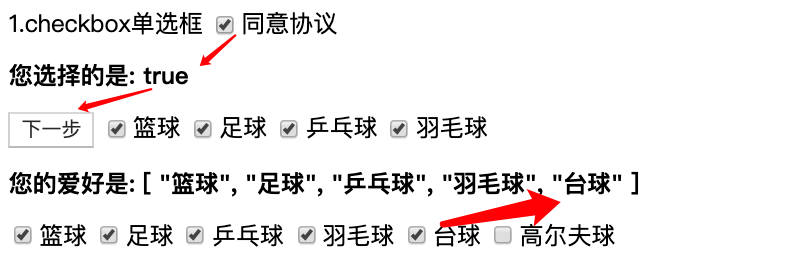 1.checkbox单选框 同意协议
您选择的是: true
下一步 篮球 足球 乒乓球 羽毛球
您的爱好是: [ "篮球", "足球", "乒乓球", "羽毛球", "台球" ]
篮球 足球 乒乓球 羽毛球 台球 高尔夫球